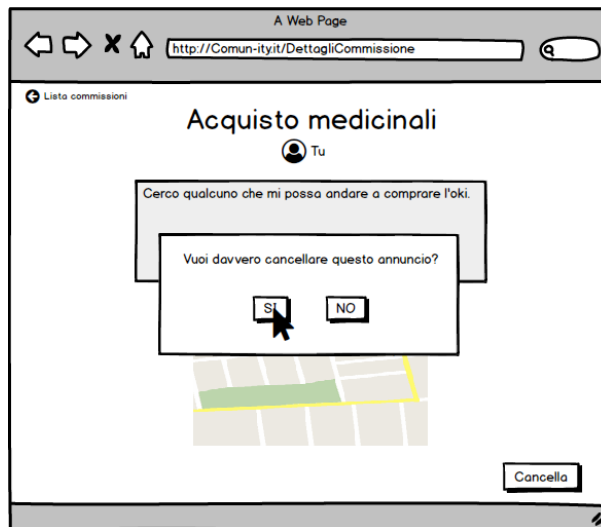 A Web Page
http://Comun-ity.it/DettagliCommissione
Lista commissioni
Acquisto medicinali
Tu
Cerco qualcuno che mi possa andare a comprare l'oki.
Vuoi davvero cancellare questo annuncio?
SI NO
Cancella